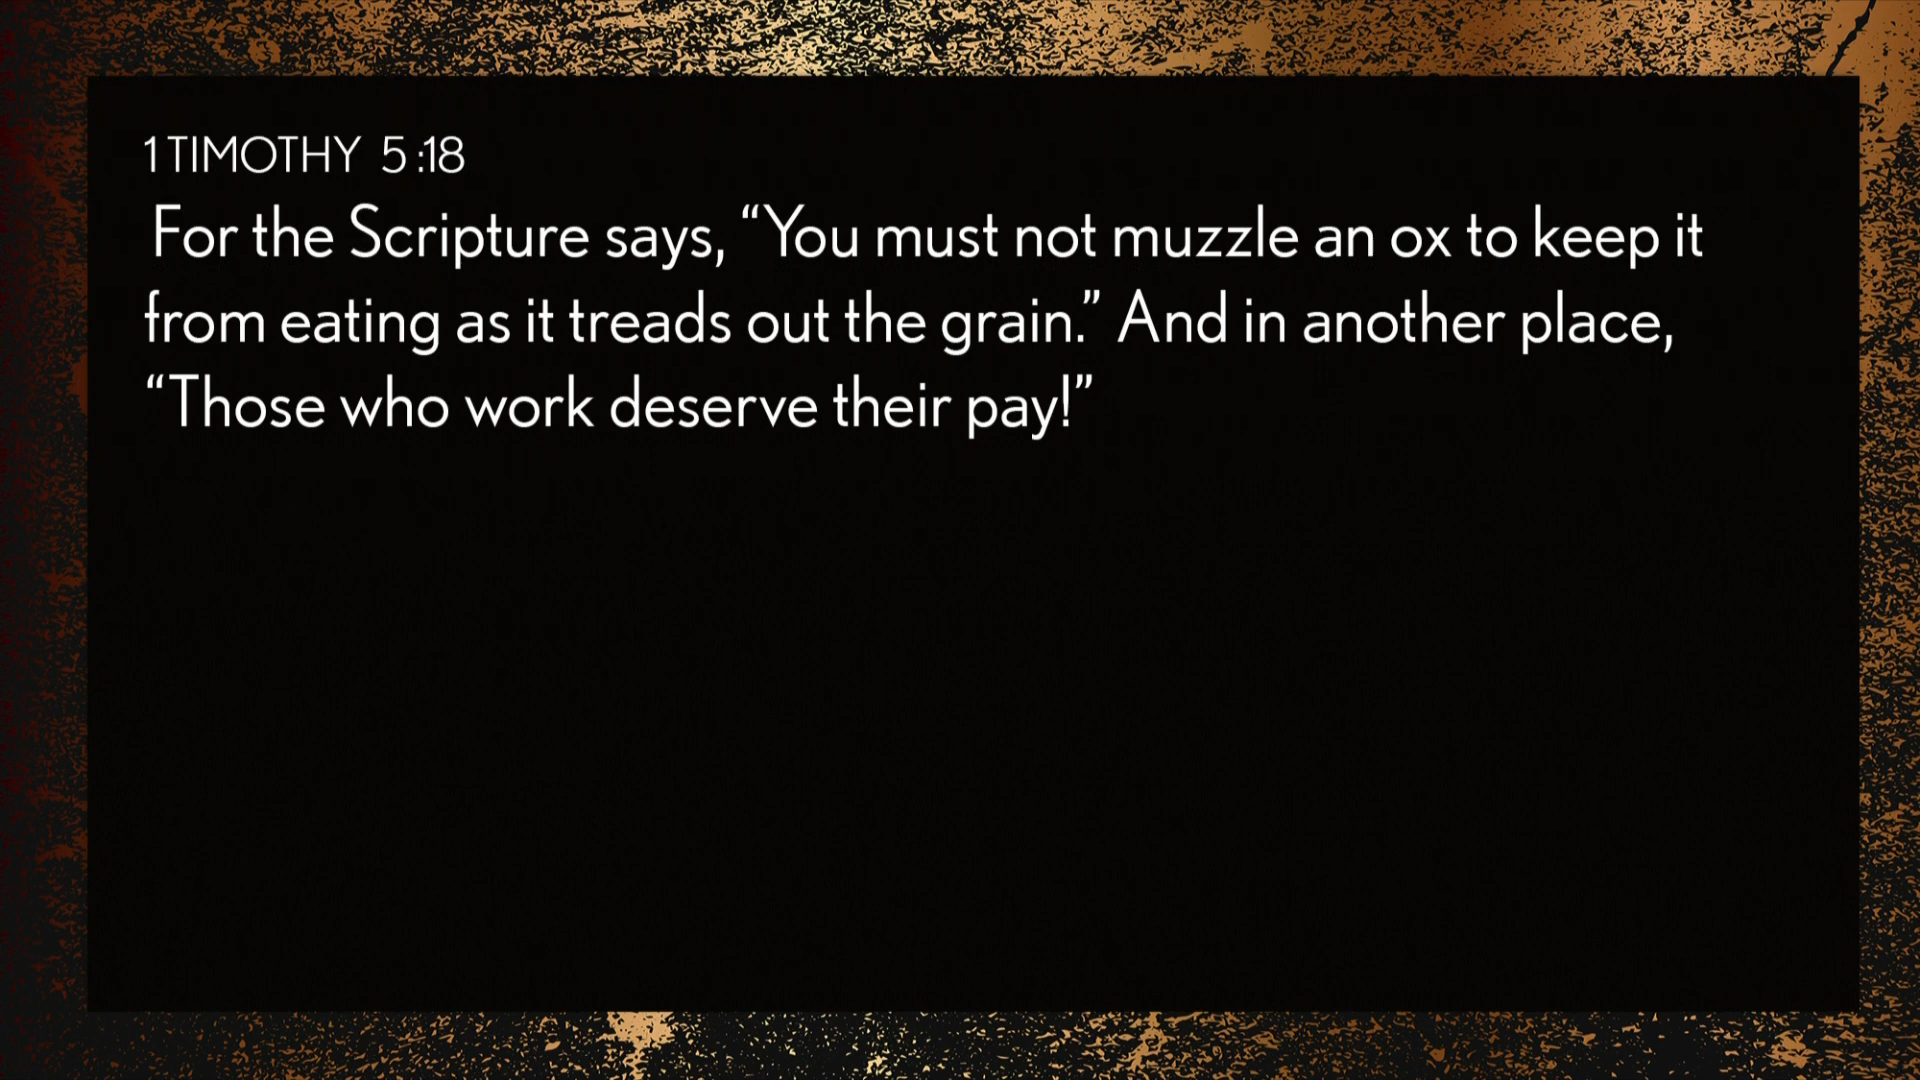 1 TIMOTHY 5:18
For the Scripture says, “You must not muzzle an ox to keep it
from eating as it treads out the grain.” And in another place,
“Those who work deserve their pay!”